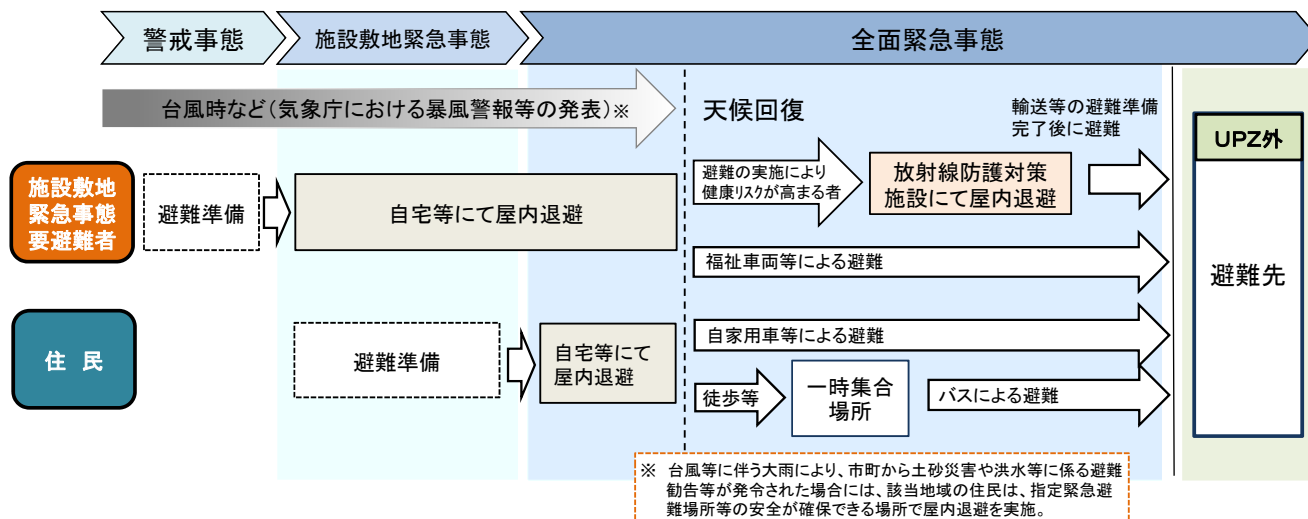 警戒事態
施設敷地緊急事態
全面緊急事態
台風時など(気象庁における暴風警報等の発表)※
天候回復
輸送等の避難準備
完了後に避難
UPZ外
施設敷地
緊急事態
要避難者
避難準備
自宅等にて屋内退避
避難の実施により
健康リスクが高まる者
放射線防護対策
施設にて屋内退避
福祉車両等による避難
避難先
住 民
避難準備
自宅等にて
屋内退避
自家用車等による避難
徒歩等
一時集合
場所
バスによる避難
※ 台風等に伴う大雨により、市町から土砂災害や洪水等に係る避難
勧告等が発令された場合には、該当地域の住民は、指定緊急避
難場所等の安全が確保できる場所で屋内退避を実施。